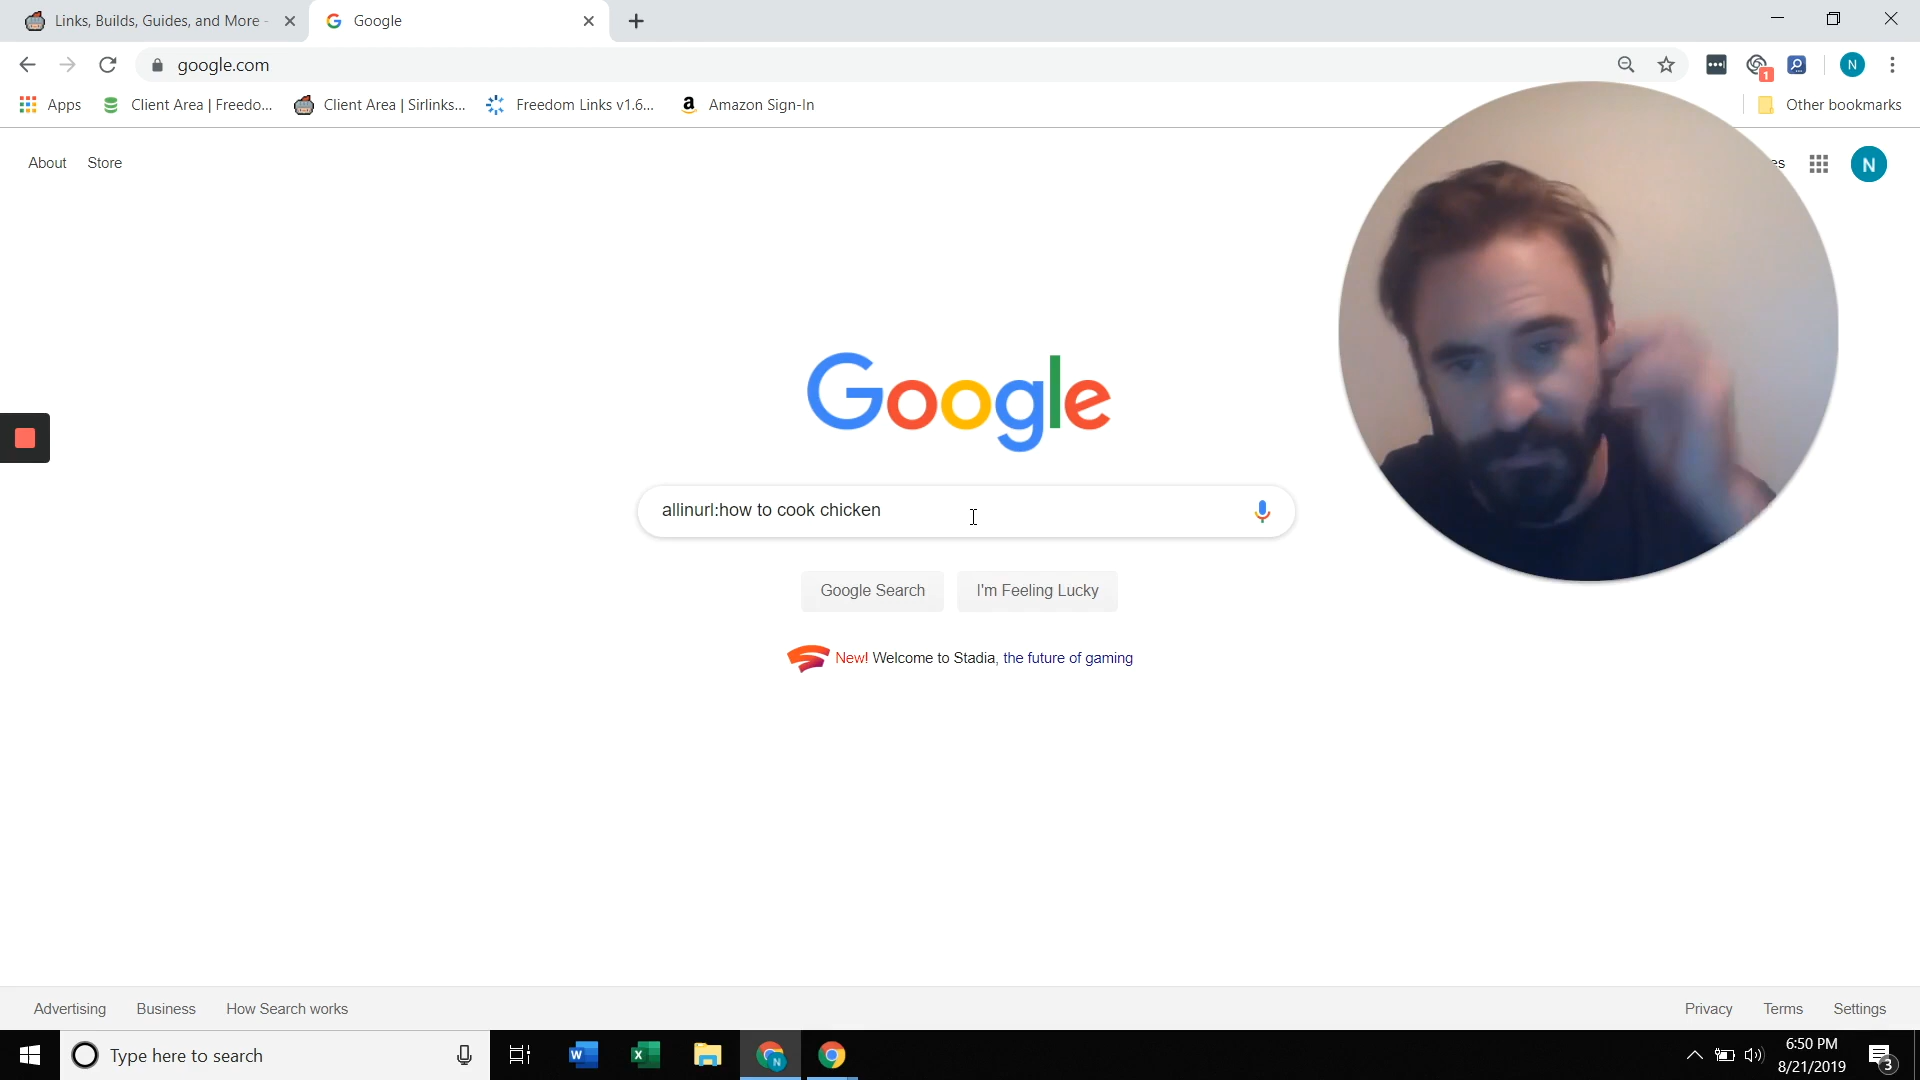 Links, Builds, Guides, and More -
Google
google.com
1
N
Apps
Client Area | Freedo...
Client Area | Sirlinks...
Freedom Links v1.6...
a
Amazon Sign-In
Other bookmarks
About
Store
es
N
Google
allinurl:how to cook chicken
Google Search
I'm Feeling Lucky
New! Welcome to Stadia, the future of gaming
Advertising
Business
How Search works
Privacy
Terms
Settings
Type here to search
W
X
N
6:50 PM
8/21/2019
3